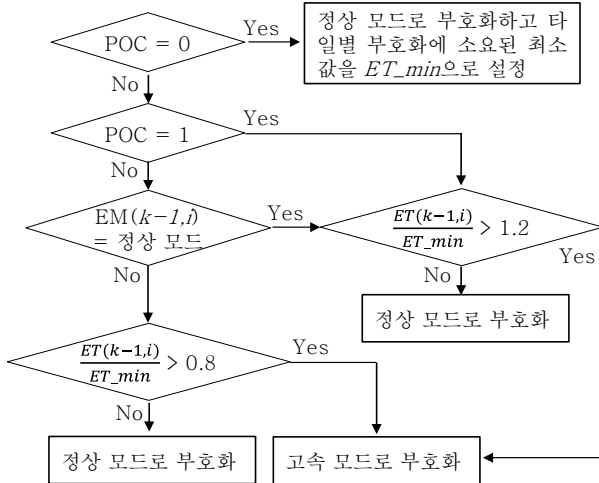 POC = 0
Yes
정상 모드로 부호화하고 타
일별 부호화에 소요된 최소
값을 ET_min으로 설정
No
POC = 1
Yes
No
EM(k-1,i)
= 정상 모드
Yes
ET(k-1,i)
ET_min
> 1.2
Yes
No
No
정상 모드로 부호화
ET(k-1,i)
ET_min
> 0.8
Yes
No
정상 모드로 부호화
고속 모드로 부호화